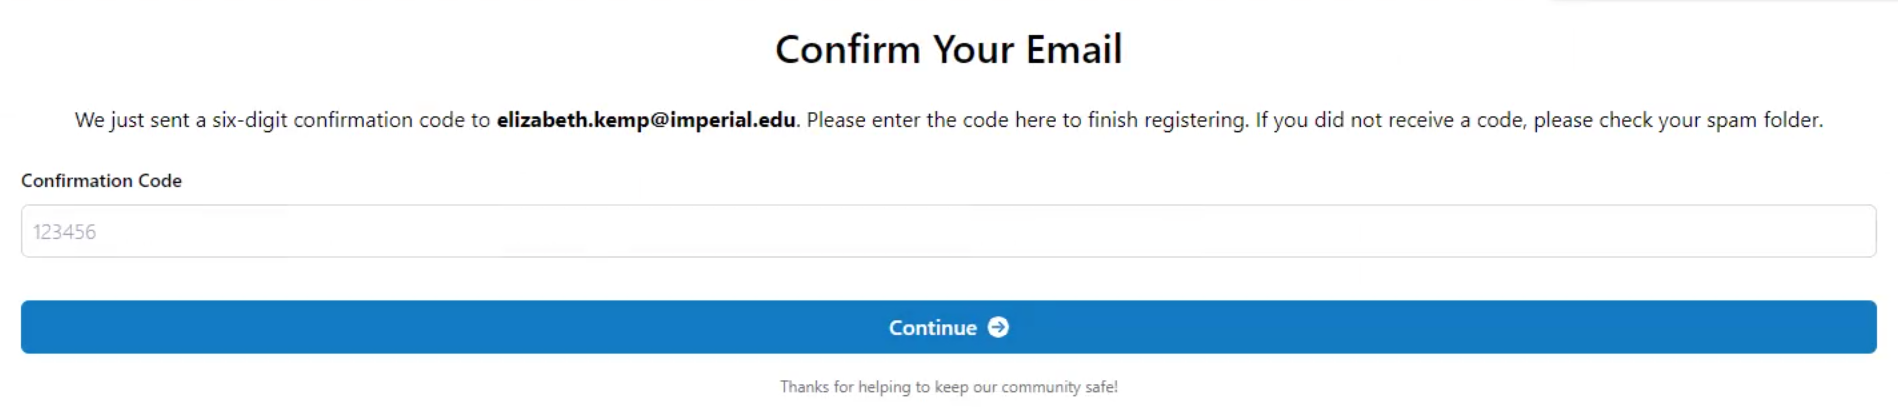 Confirm Your Email
We just sent a six-digit confirmation code to elizabeth.kemp@imperial.edu. Please enter the code here to finish registering. If you did not receive a code, please check your spam folder.
Confirmation Code
123456
Continue
Thanks for helping to keep our community safe!